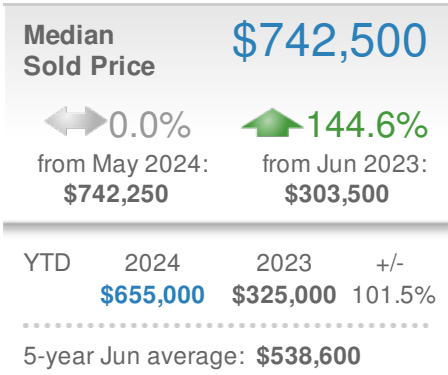 Median
Sold Price
$742,500
0.0%
from May 2024:
$742,250
144.6%
from Jun 2023:
$303,500
YTD 2024 2023 +/-
$655,000 $325,000 101.5%
5-year Jun average: $538,600